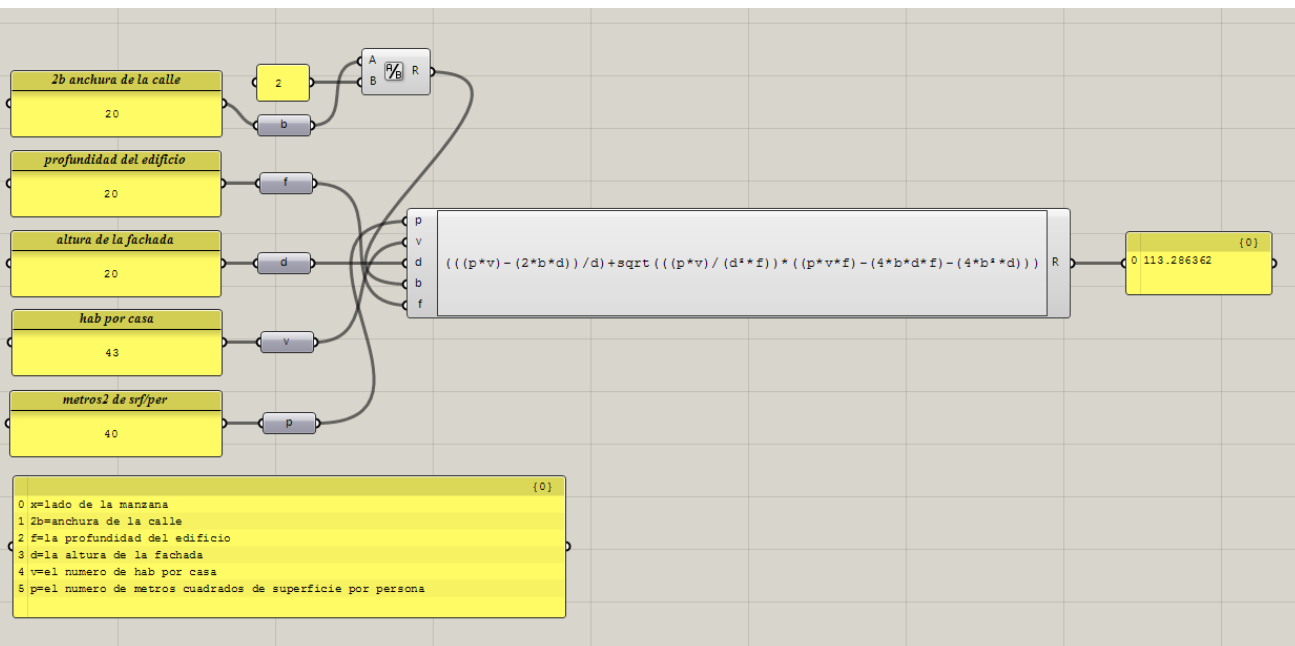 2b anchura de la calle
20
2
b
A
B
R
A/B
profundidad del edificio
20
f
altura de la fachada
20
d
hab por casa
43
v
metros2 de srf/per
40
p
p
v
d
b
f
(((p*v)-(2*b*d))/d)+sqrt(((p*v)/(d²*f))*((p*v*f)-(4*b*d*f)-(4*b²*d)))
R
{0}
0 113.286362
{0}
0 x=lado de la manzana
1 2b=anchura de la calle
2 f=la profundidad del edificio
3 d=la altura de la fachada
4 v=el numero de hab por casa
5 p=el numero de metros cuadrados de superficie por persona